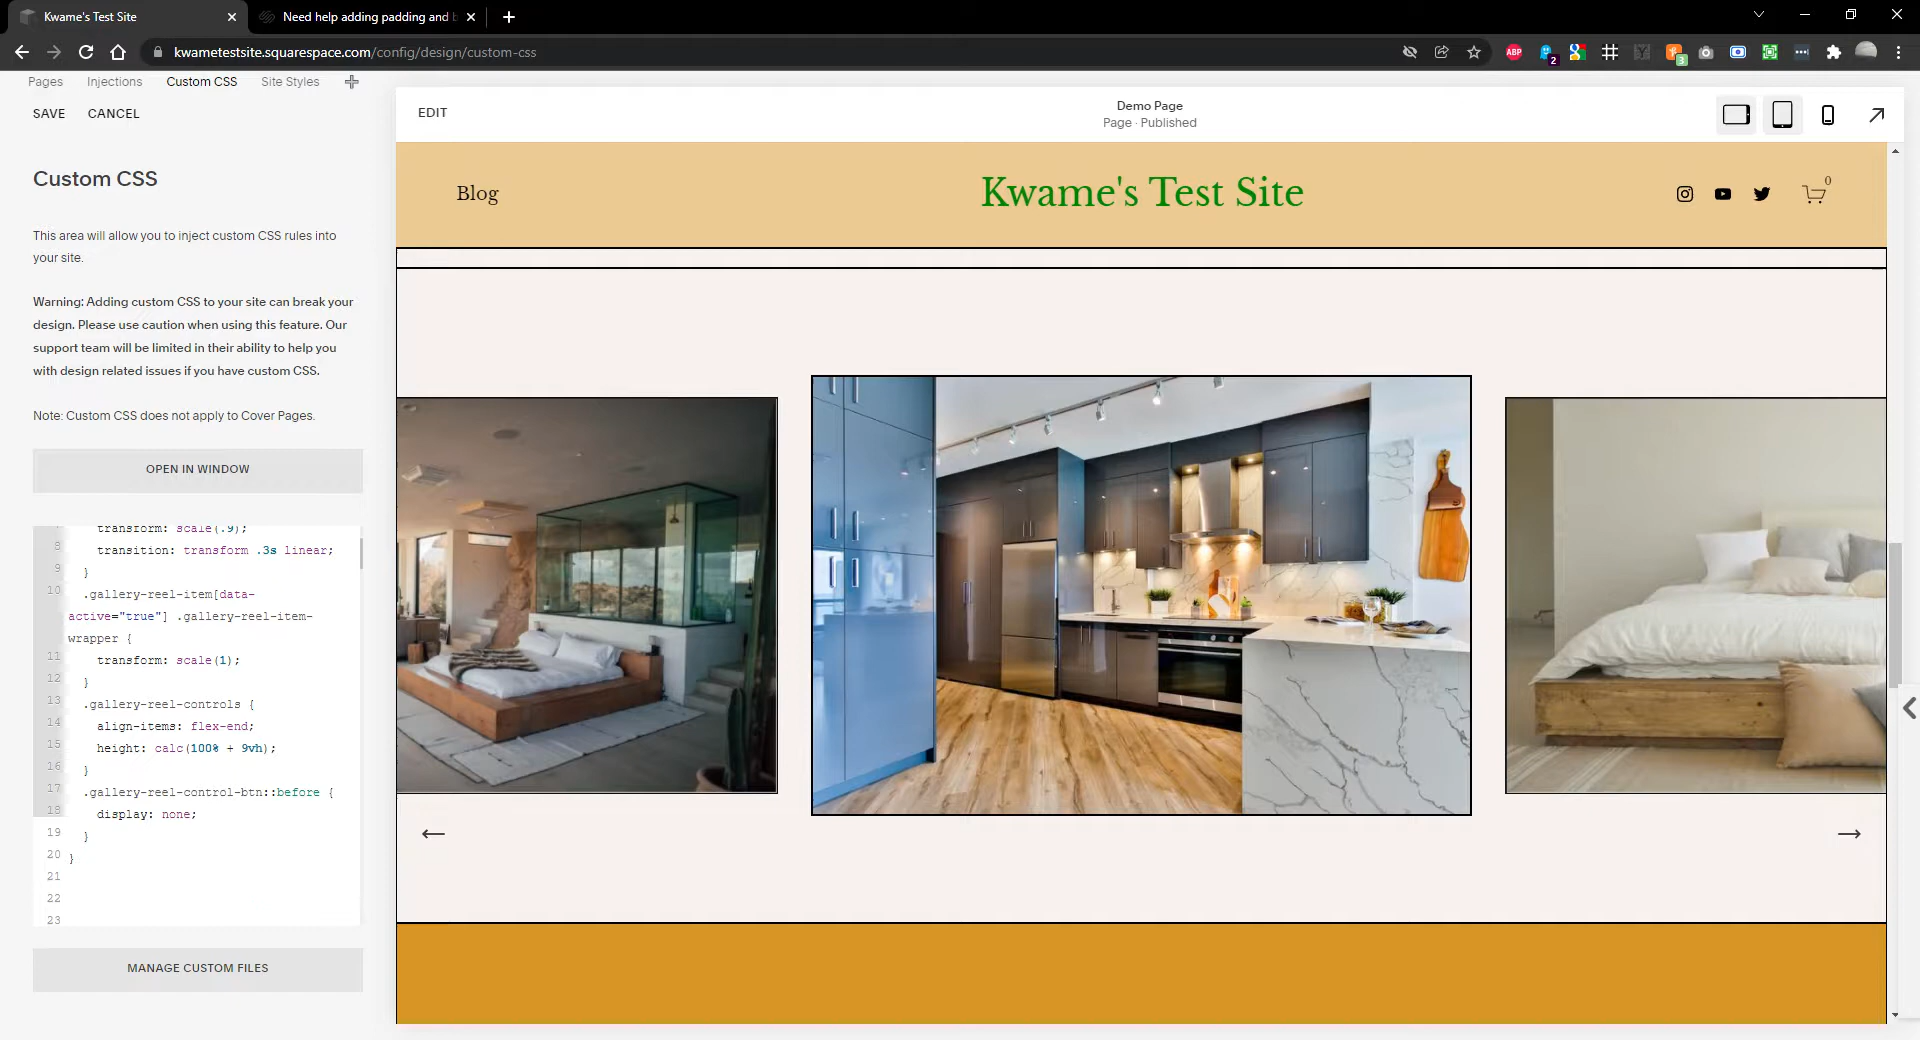 Kwame's Test Site
Need help adding padding and b
kwametestsite.squarespace.com/config/design/custom-css
ABP
2
3
Pages
Injections
Custom CSS
Site Styles
SAVE
CANCEL
EDIT
Demo Page
Page · Published
Custom CSS
This area will allow you to inject custom CSS rules into
your site.
Warning: Adding custom CSS to your site can break your
design. Please use caution when using this feature. Our
support team will be limited in their ability to help you
with design related issues if you have custom CSS.
Note: Custom CSS does not apply to Cover Pages.
OPEN IN WINDOW
transform: scale(.9);
8 transition: transform .3s linear;
9 }
10 .gallery-reel-item[data-
active="true"] .gallery-reel-item-
wrapper {
11 transform: scale(1);
12 }
13 .gallery-reel-controls {
14 align-items: flex-end;
15 height: calc(100% + 9vh);
16 }
17 .gallery-reel-control-btn::before {
18 display: none;
19 }
20 }
21
22
23
MANAGE CUSTOM FILES
Blog
Kwame's Test Site
0